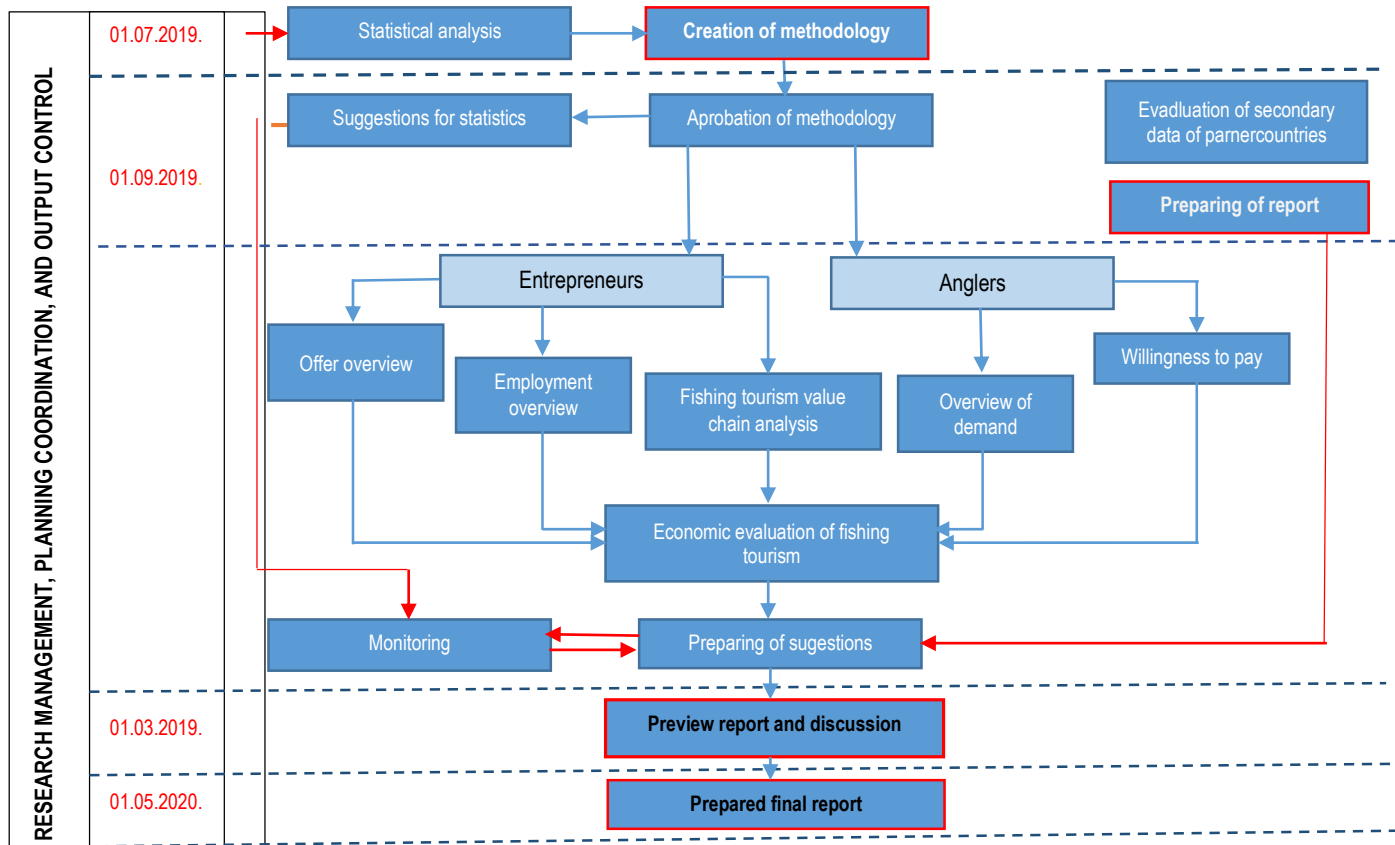 RESEARCH MANAGEMENT, PLANNING COORDINATION, AND OUTPUT CONTROL
01.07.2019.
Statistical analysis
Creation of methodology
Suggestions for statistics
Aprobation of methodology
Evadluation of secondary
data of parnercountries
01.09.2019.
Preparing of report
Entrepreneurs
Anglers
Offer overview
Employment
overview
Fishing tourism value
chain analysis
Overview of
demand
Willingness to pay
Economic evaluation of fishing
tourism
Monitoring
Preparing of sugestions
01.03.2019.
Preview report and discussion
01.05.2020.
Prepared final report